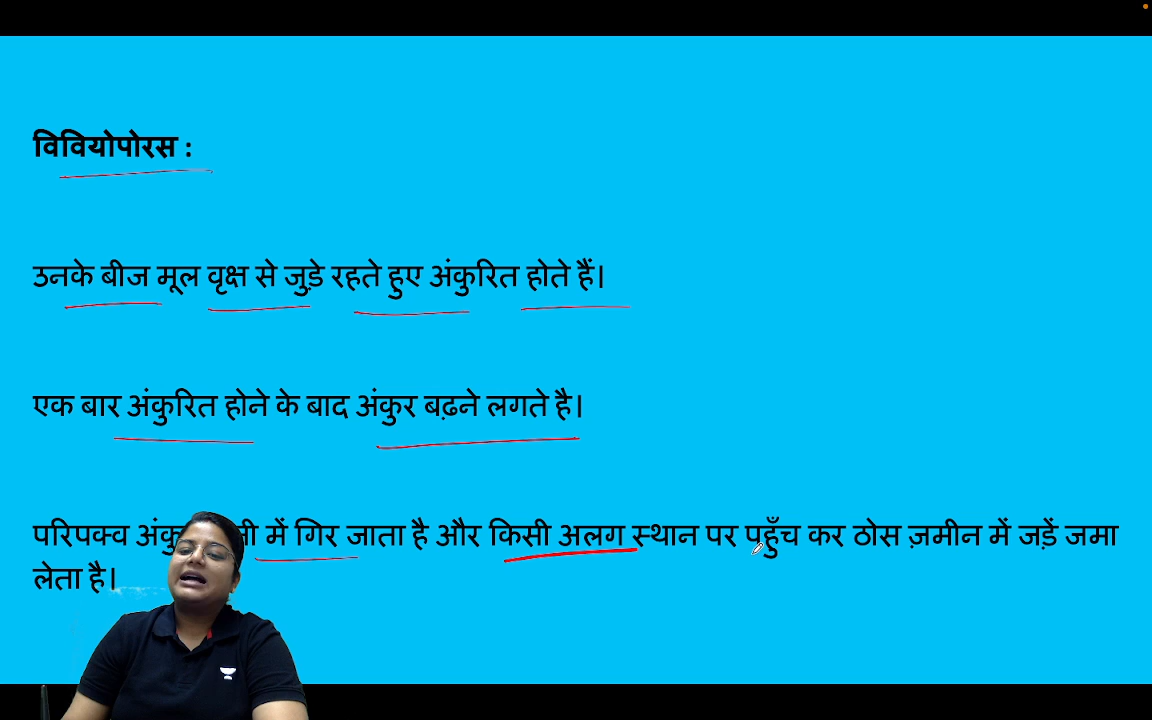 विवियोपोरस :
उनके बीज मूल वृक्ष से जुड़े रहते हुए अंकुरित होते हैं।
एक बार अंकुरित होने के बाद अंकुर बढ़ने लगते है।
परिपक्व में गिर जाता है और किसी अलग स्थान पर पहुँच कर ठोस ज़मीन में जड़ें जमा
लेता है।